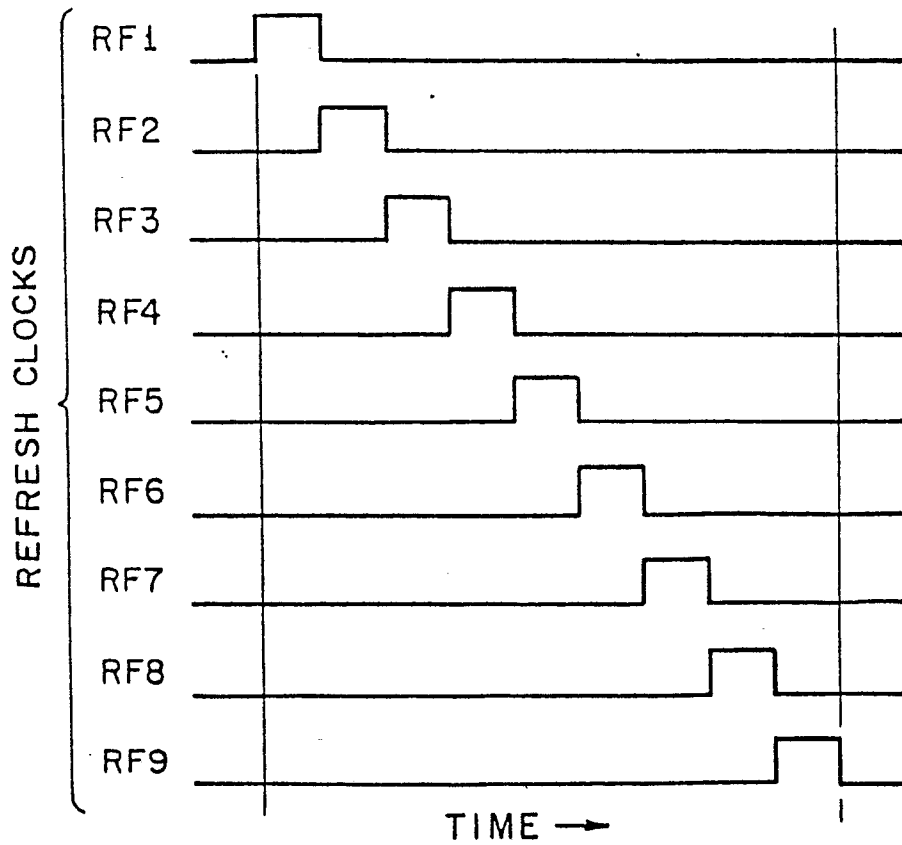 REFRESH CLOCKS
RF1
RF2
RF3
RF4
RF5
RF6
RF7
RF8
RF9
TIME →